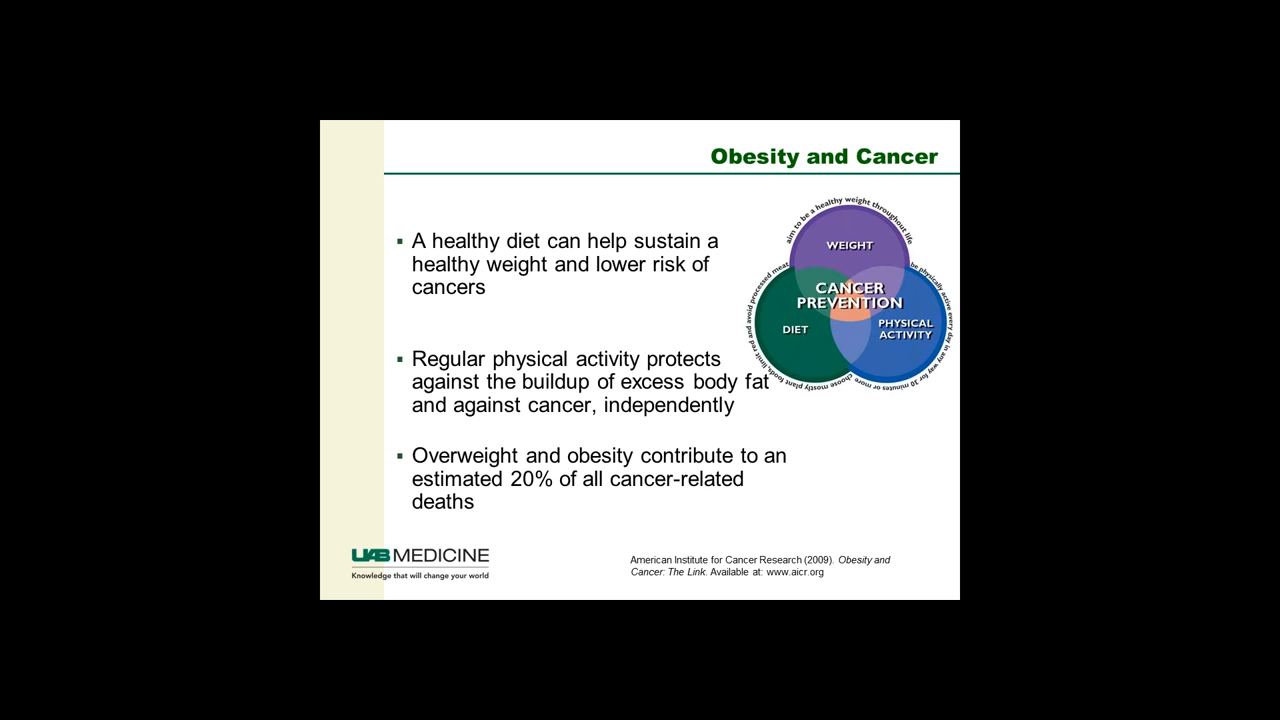 Obesity and Cancer
▪ A healthy diet can help sustain a
healthy weight and lower risk of
cancers
▪ Regular physical activity protects
against the buildup of excess body fat
and against cancer, independently
▪ Overweight and obesity contribute to an
estimated 20% of all cancer-related
deaths
aim to be a healthy weight throughout life
WEIGHT
CANCER
PREVENTION
DIET
PHYSICAL
ACTIVITY
be physically active every day in any way for 30 minutes or more
choose mostly plant foods, limit red and avoid processed meat
UAB MEDICINE
Knowledge that will change your world
American Institute for Cancer Research (2009). Obesity and
Cancer: The Link. Available at: www.aicr.org